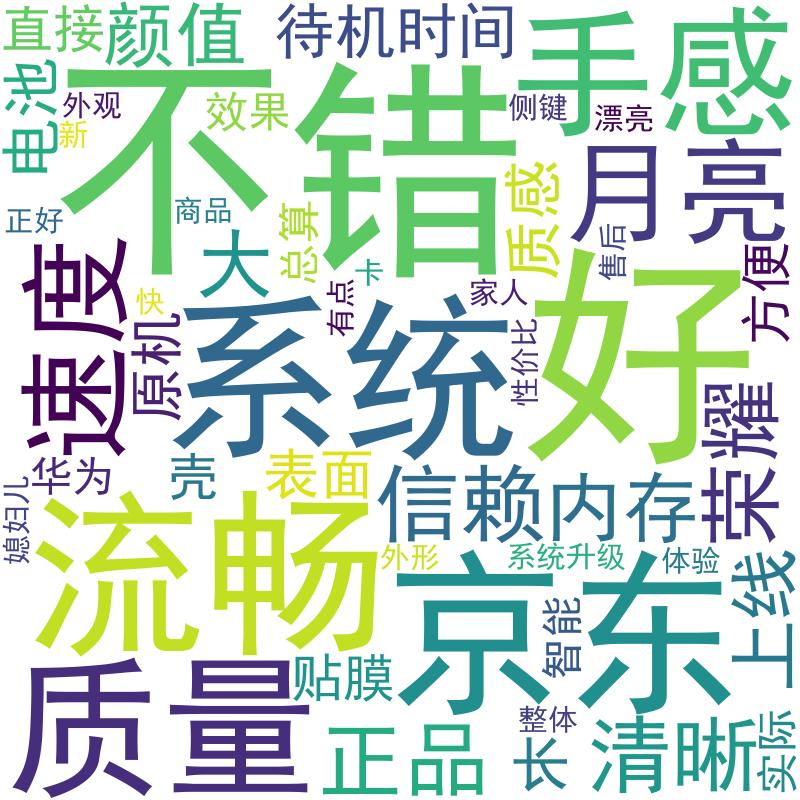 直接
颜值
待机时间
手感
电池
外观
新
不错
效果
侧键
漂亮
月亮
质感
正好
商品
总算
大
卡
售后
方便
速度
快
原机
系统
有点
家人
性价比
好
荣耀
华为
壳
表面
信赖
内存
媳妇儿
流畅
外形
系统升级
体验
京东
智能
上线
质量
贴膜
正品
整体
长
清晰
实际